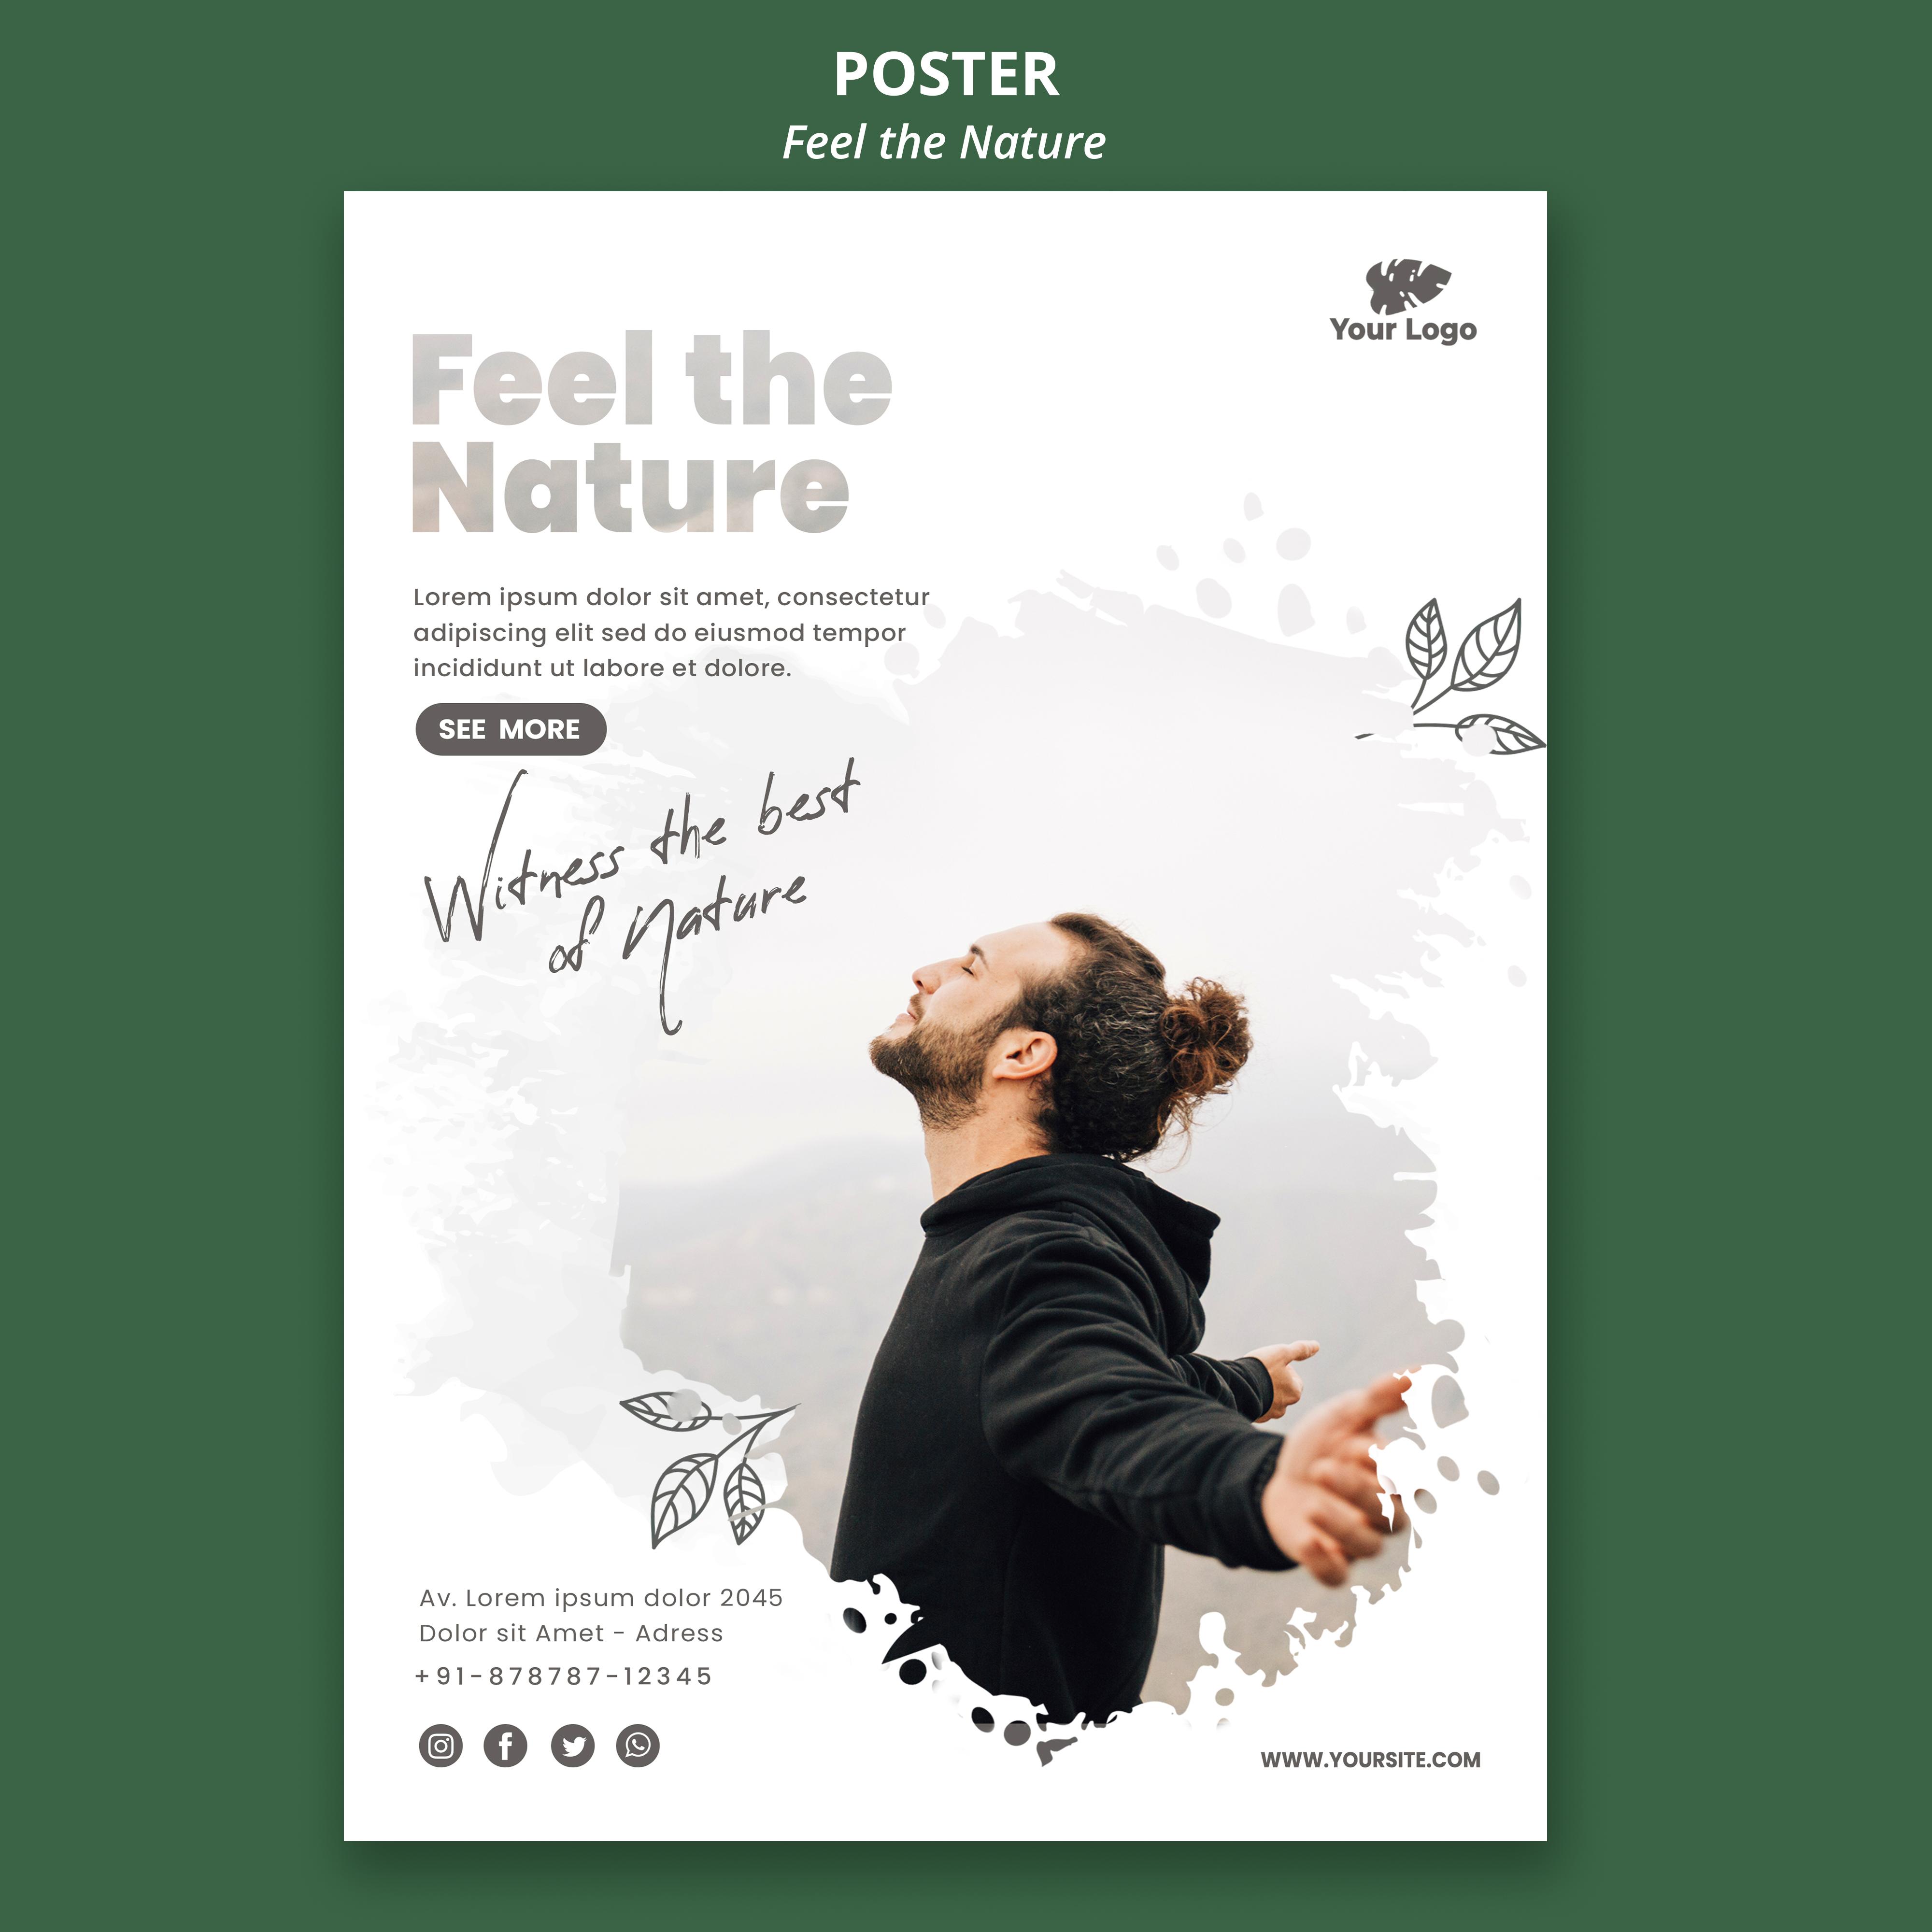 POSTER
Feel the Nature
Your Logo
Feel the
Nature
Lorem ipsum dolor sit amet, consectetur
adipiscing elit sed do eiusmod tempor
incididunt ut labore et dolore.
SEE MORE
Witness the best
of Nature
Av. Lorem ipsum dolor 2045
Dolor sit Amet - Adress
+91-878787-12345
WWW.YOURSITE.COM